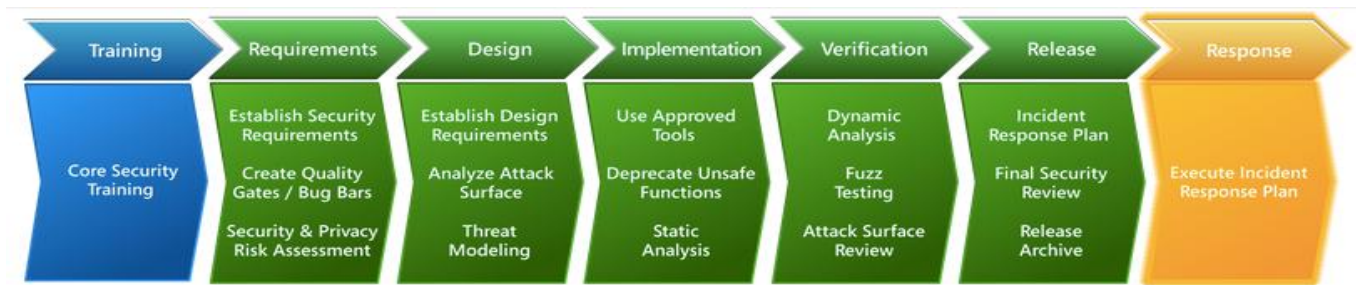 Training
Requirements
Design
Implementation
Verification
Release
Response
Core Security
Training
Establish Security
Requirements
Create Quality
Gates / Bug Bars
Security & Privacy
Risk Assessment
Establish Design
Requirements
Analyze Attack
Surface
Threat
Modeling
Use Approved
Tools
Deprecate Unsafe
Functions
Static
Analysis
Dynamic
Analysis
Fuzz
Testing
Attack Surface
Review
Incident
Response Plan
Final Security
Review
Release
Archive
Execute Incident
Response Plan